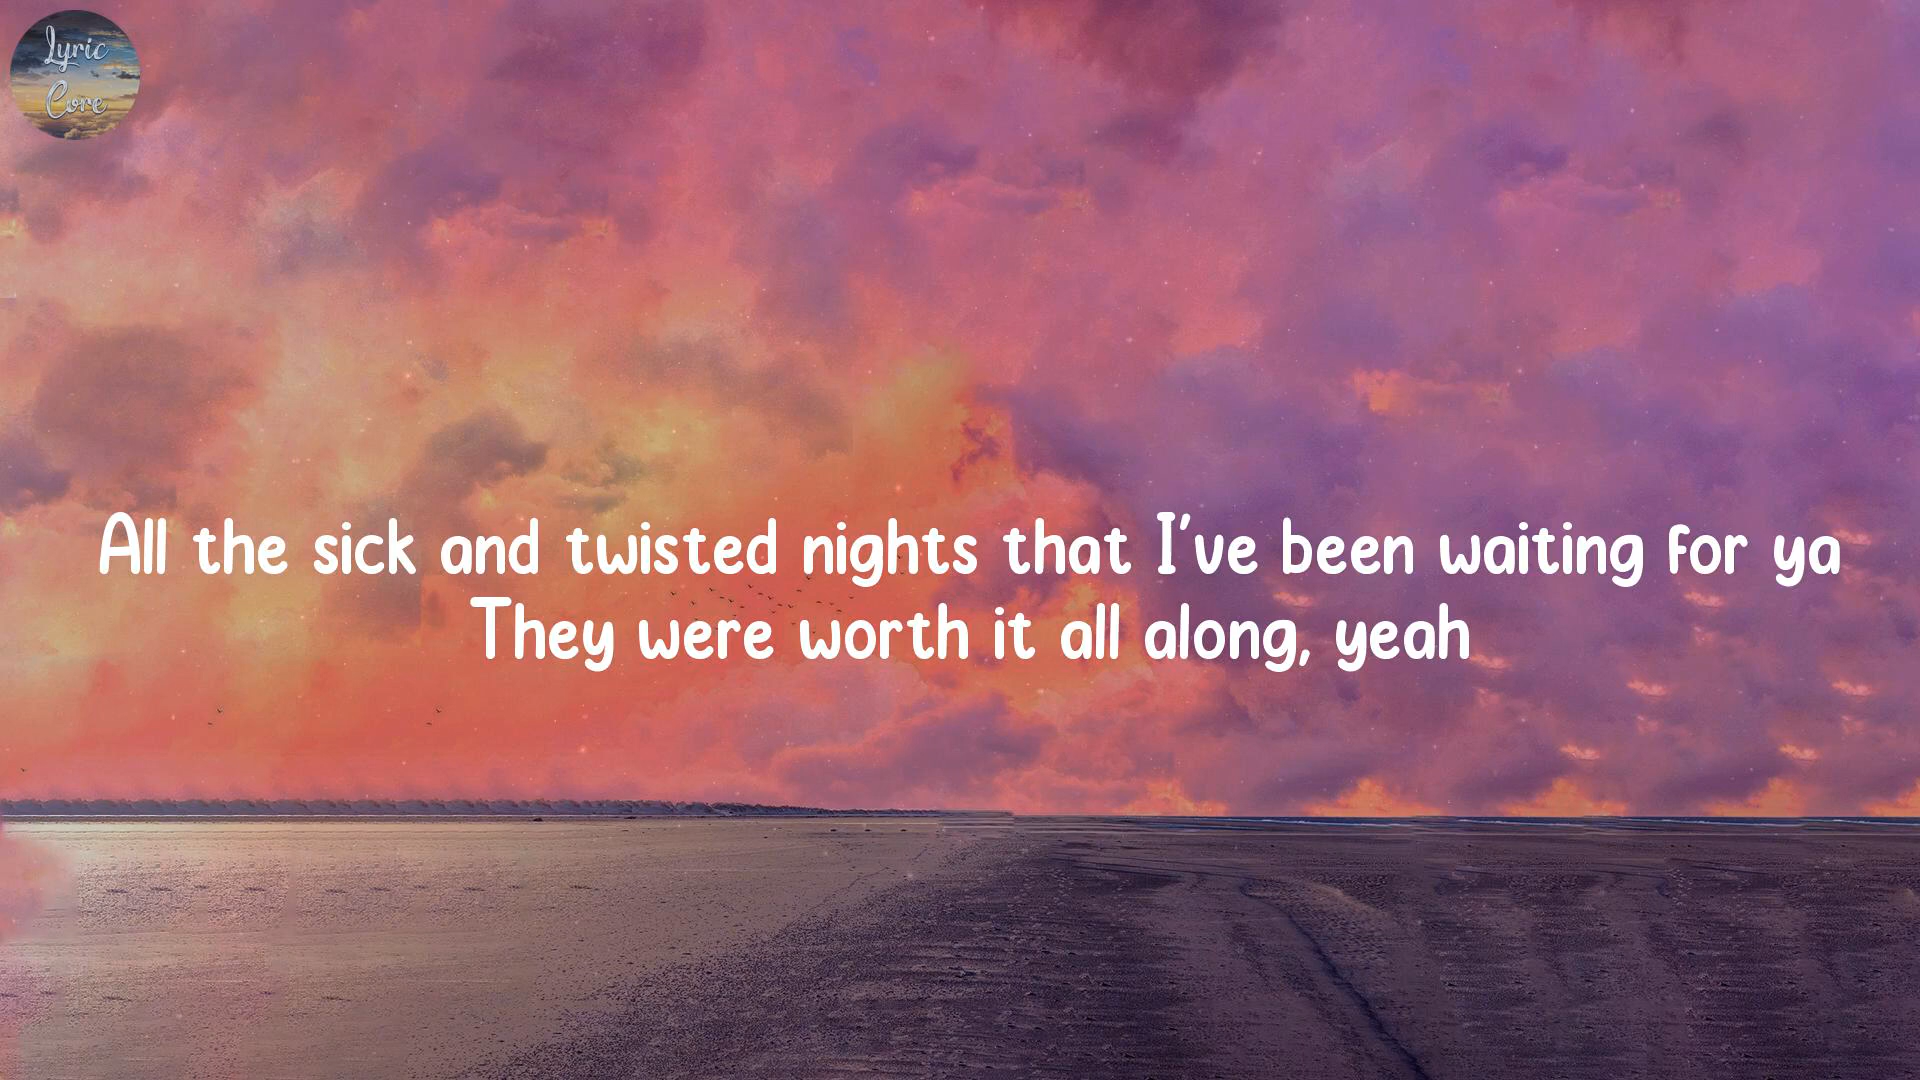 Lyric
Core
All the sick and twisted nights that I've been waiting for ya
They were worth it all along, yeah